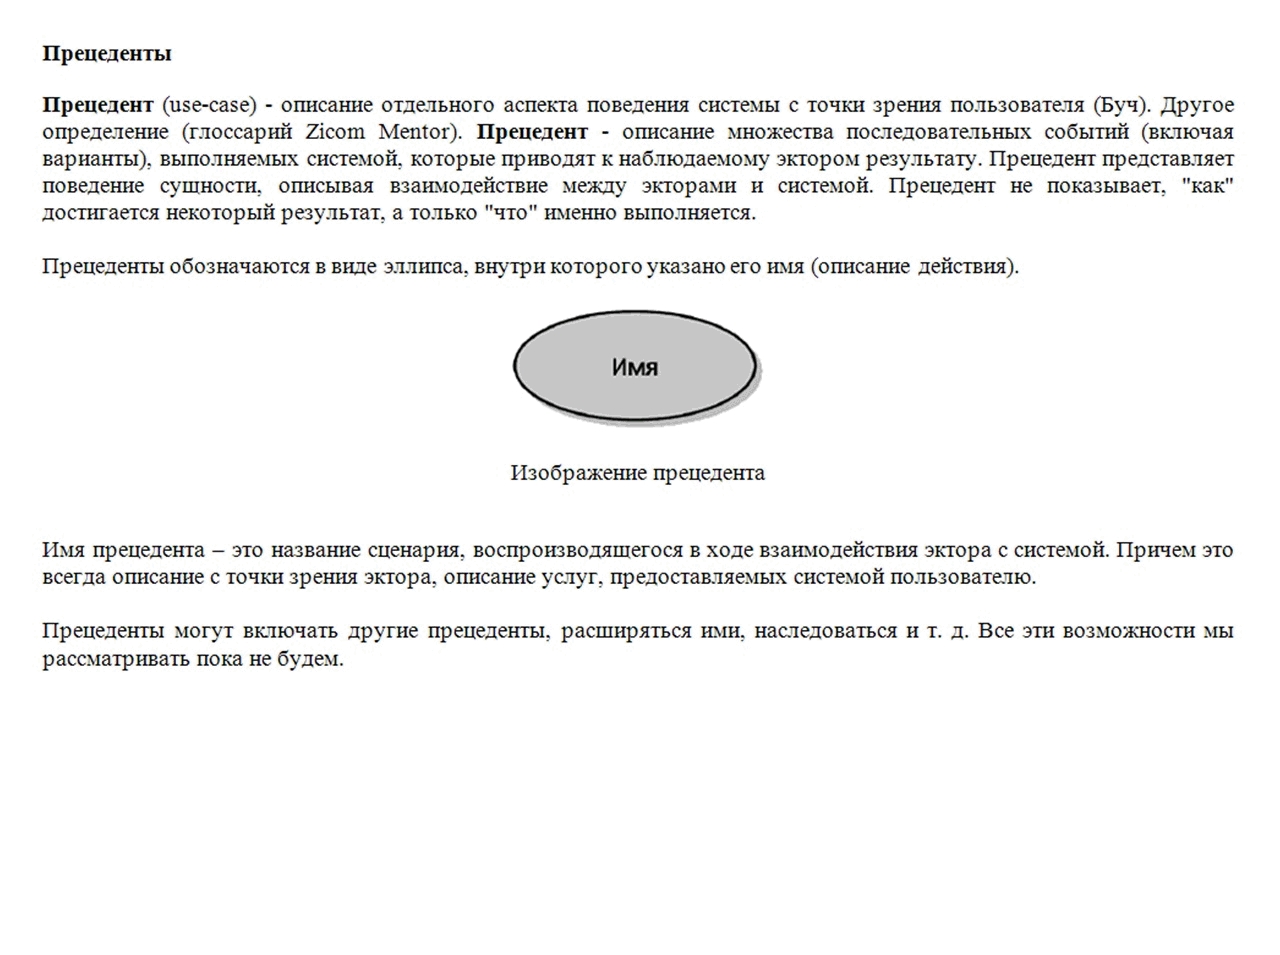 Прецеденты
Прецедент (use-case) - описание отдельного аспекта поведения системы с точки зрения пользователя (Буч). Другое
определение (глоссарий Zicom Mentor). Прецедент - описание множества последовательных событий (включая
варианты), выполняемых системой, которые приводят к наблюдаемому эктором результату. Прецедент представляет
поведение сущности, описывая взаимодействие между экторами и системой. Прецедент не показывает, "как"
достигается некоторый результат, а только "что" именно выполняется.
Прецеденты обозначаются в виде эллипса, внутри которого указано его имя (описание действия).
Имя
Изображение прецедента
Имя прецедента – это название сценария, воспроизводящегося в ходе взаимодействия эктора с системой. Причем это
всегда описание с точки зрения эктора, описание услуг, предоставляемых системой пользователю.
Прецеденты могут включать другие прецеденты, расширяться ими, наследоваться и т. д. Все эти возможности мы
рассматривать пока не будем.